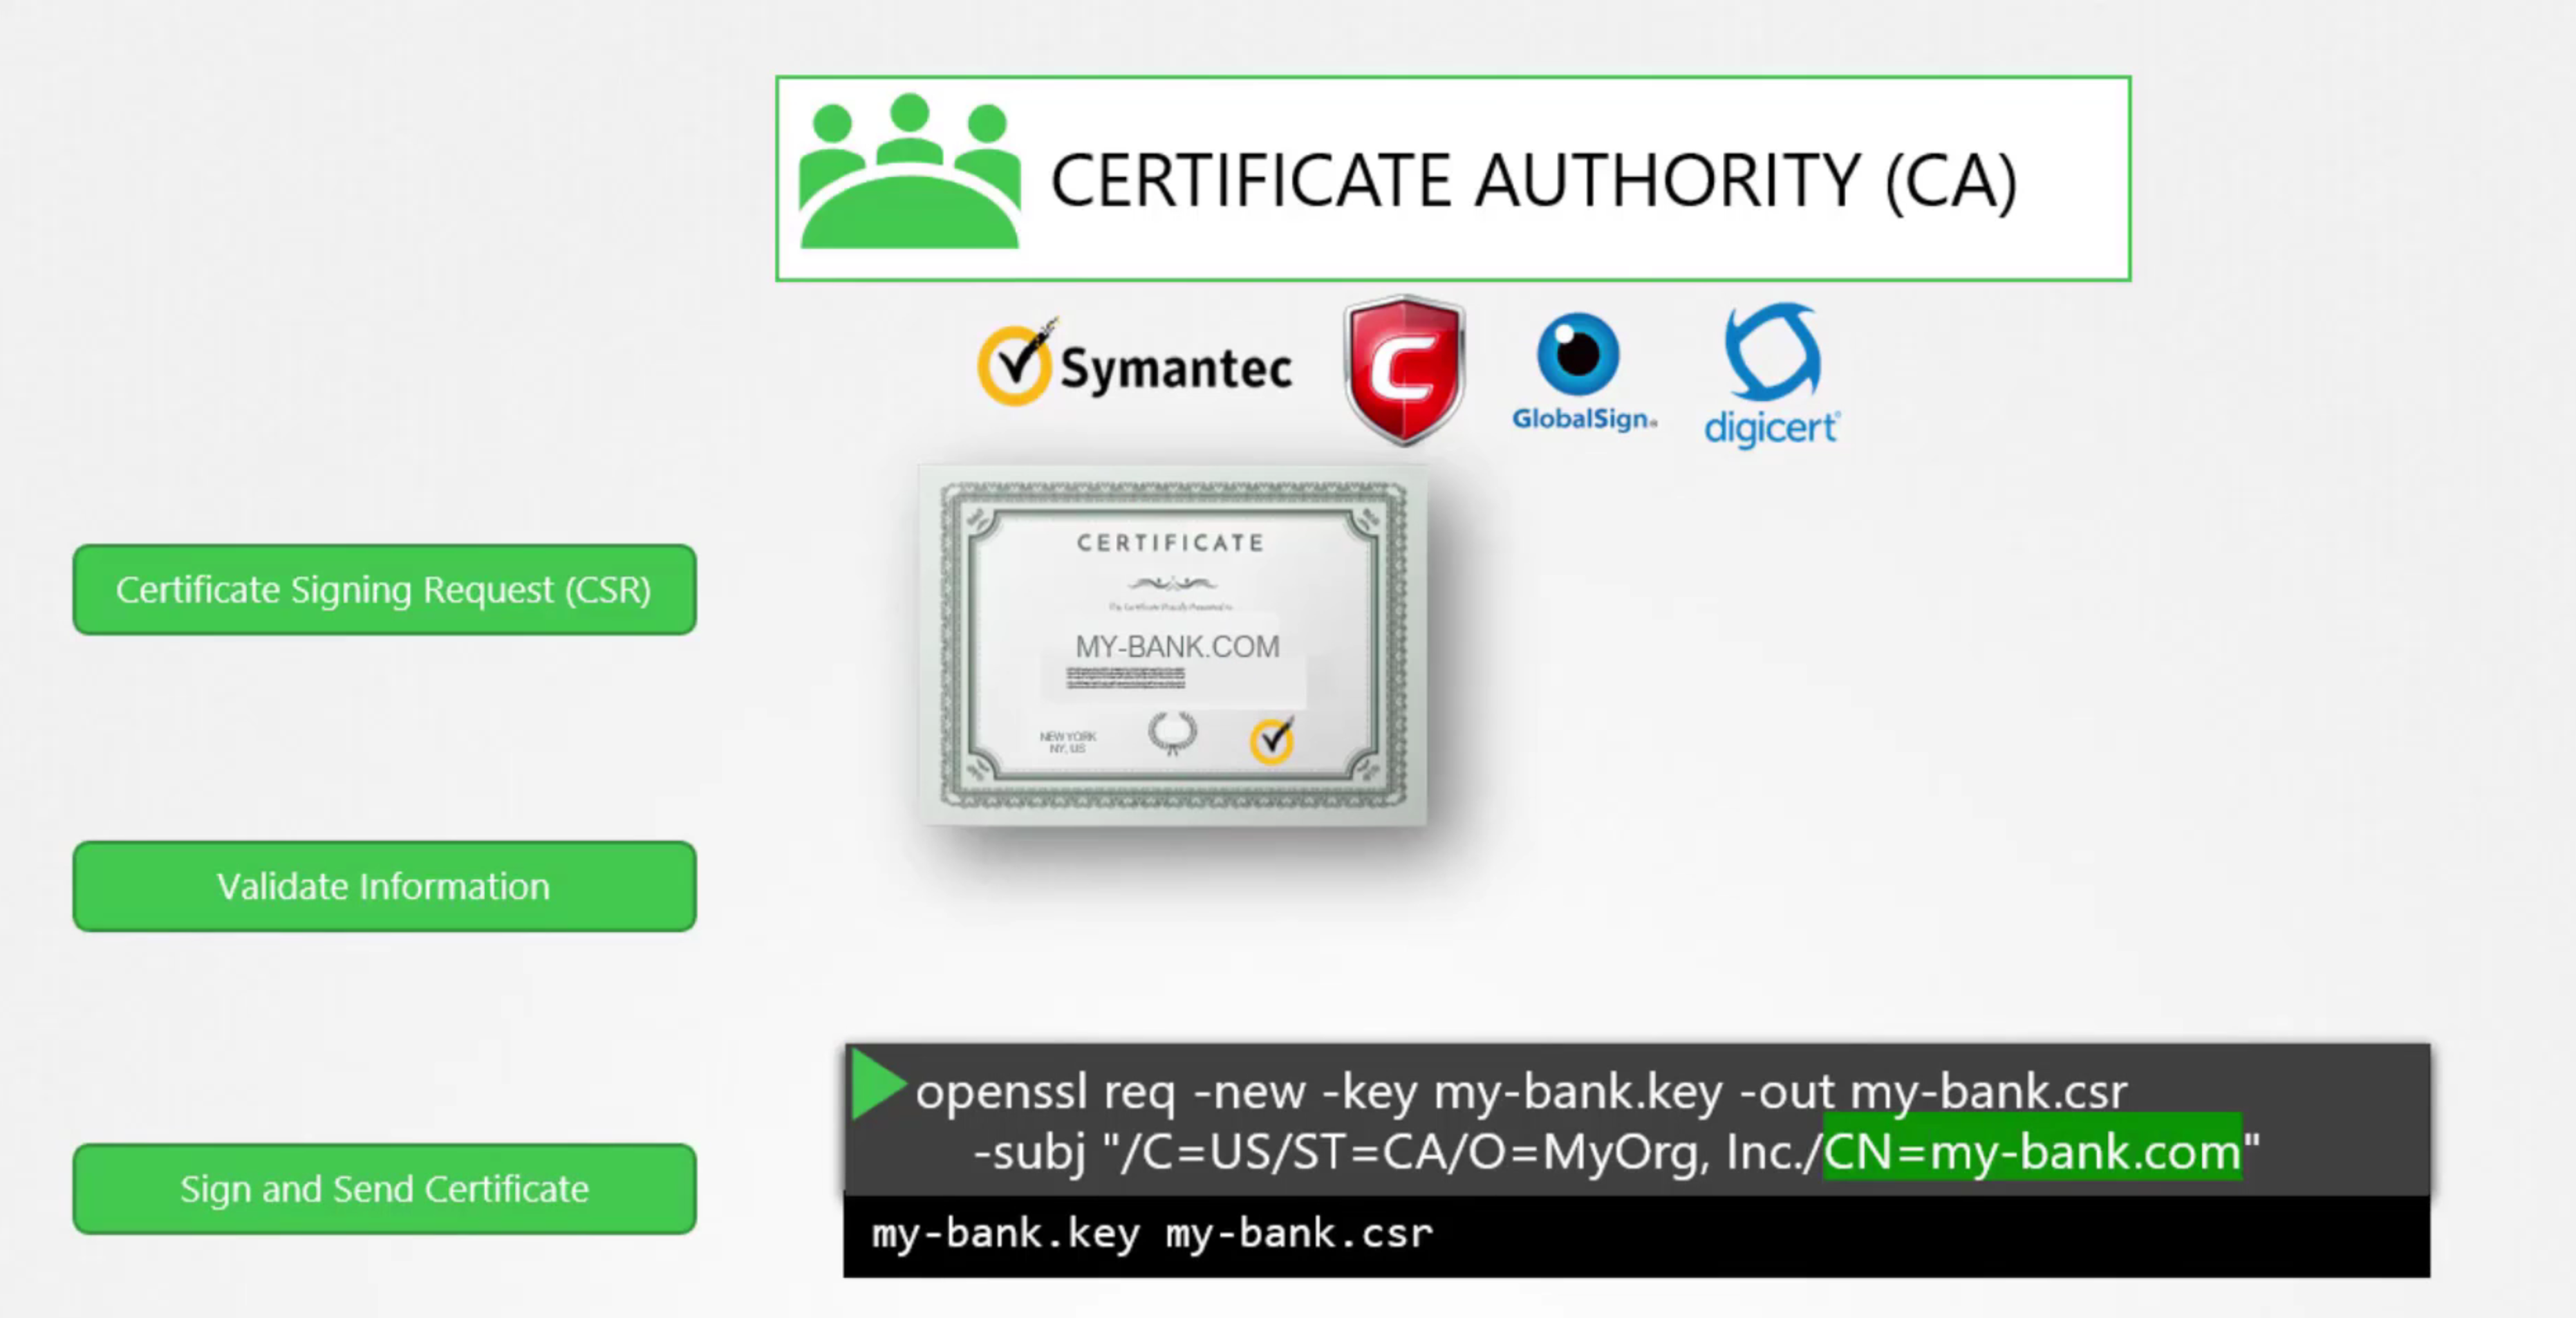 CERTIFICATE AUTHORITY (CA)
Symantec
C
GlobalSign
digicert
Certificate Signing Request (CSR)
CERTIFICATE
MY-BANK.COM
NEW YORK
NY, US
Validate Information
openssl req -new -key my-bank.key -out my-bank.csr
-subj "/C=US/ST=CA/O=MyOrg, Inc./CN=my-bank.com"
Sign and Send Certificate
my-bank.key my-bank.csr